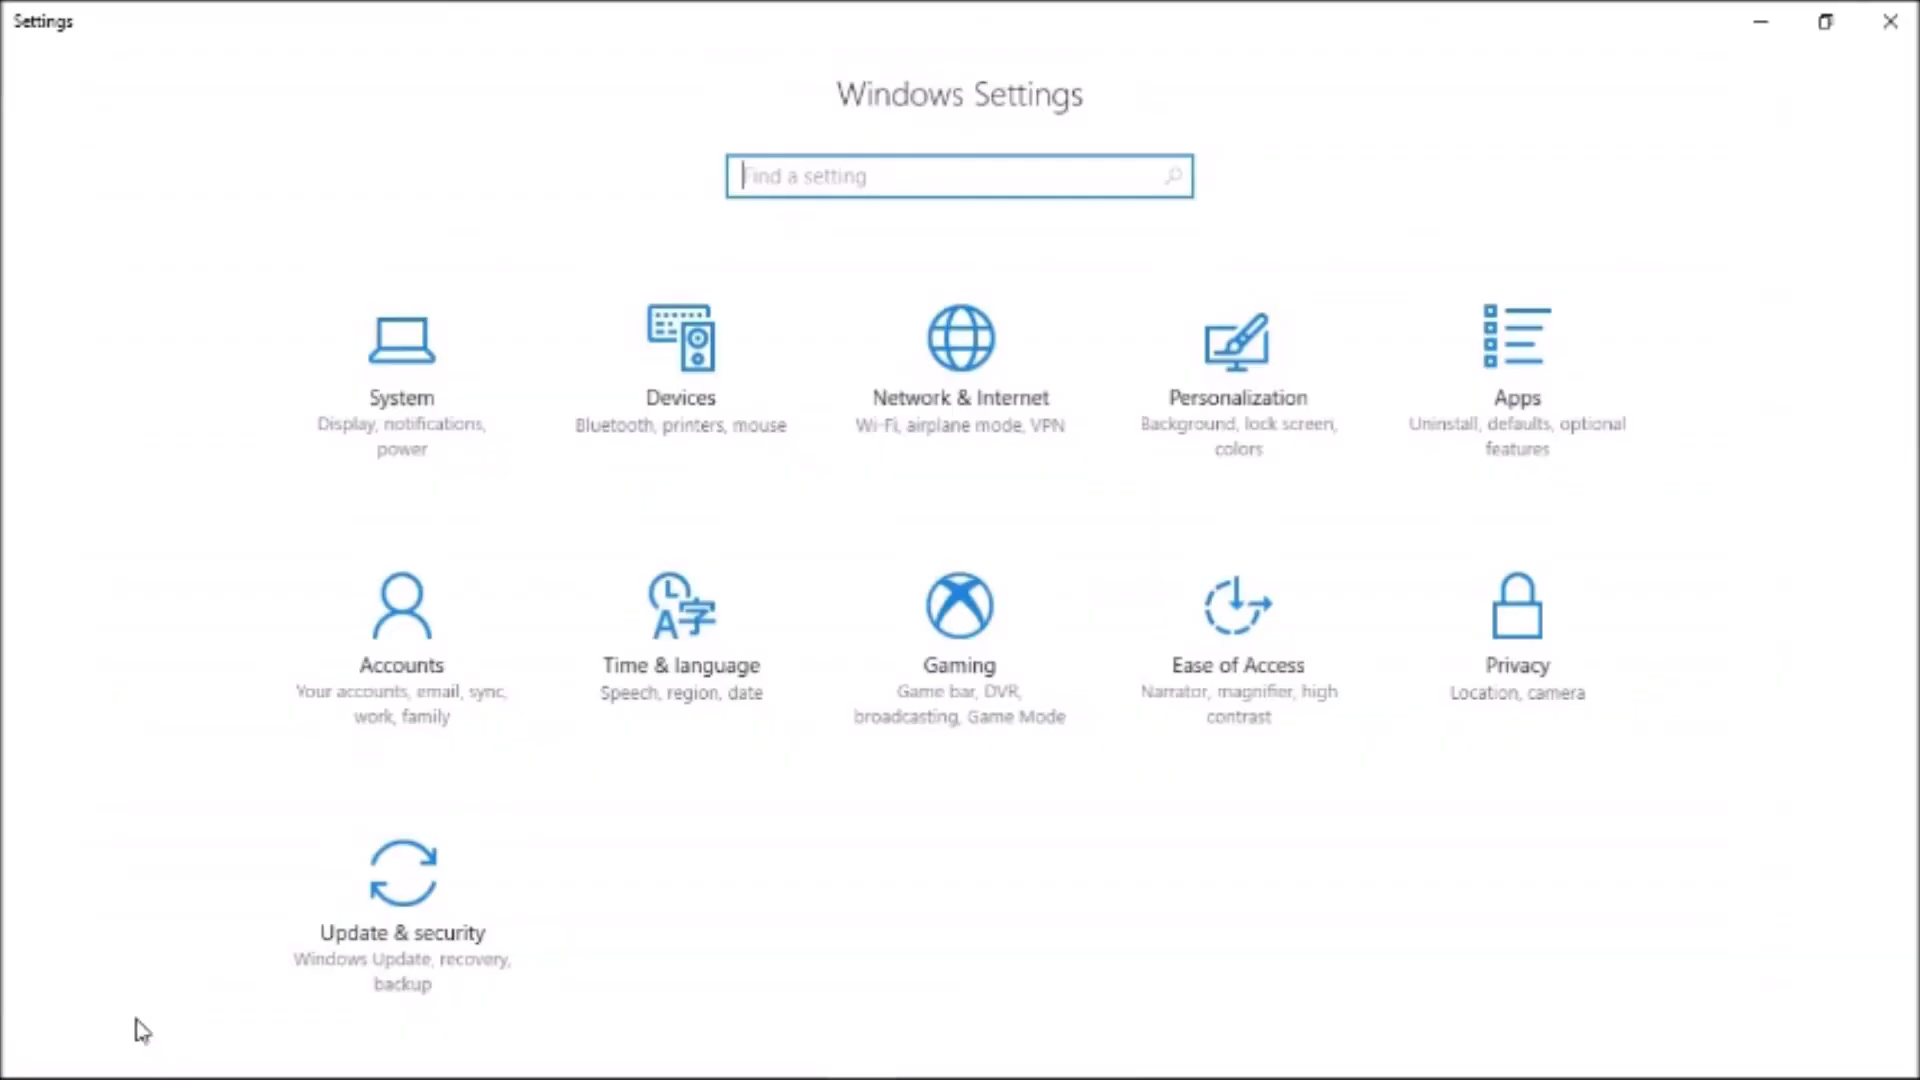 Settings
Windows Settings
Find a setting
System
Display, notifications,
power
Devices
Bluetooth, printers, mouse
Network & Internet
Wi-Fi, airplane mode, VPN
Personalization
Background, lock screen,
colors
Apps
Uninstall, defaults, optional
features
Accounts
Your accounts, email, sync,
work, family
Time & language
Speech, region, date
Gaming
Game bar, DVR,
broadcasting, Game Mode
Ease of Access
Narrator, magnifier, high
contrast
Privacy
Location, camera
Update & security
Windows Update, recovery,
backup